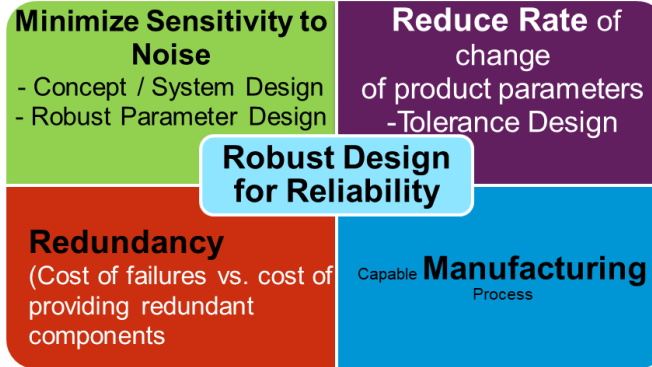 Minimize Sensitivity to
Noise
- Concept / System Design
- Robust Parameter Design
Reduce Rate of
change
of product parameters
-Tolerance Design
Robust Design
for Reliability
Redundancy
(Cost of failures vs. cost of
providing redundant
components
Capable Manufacturing
Process